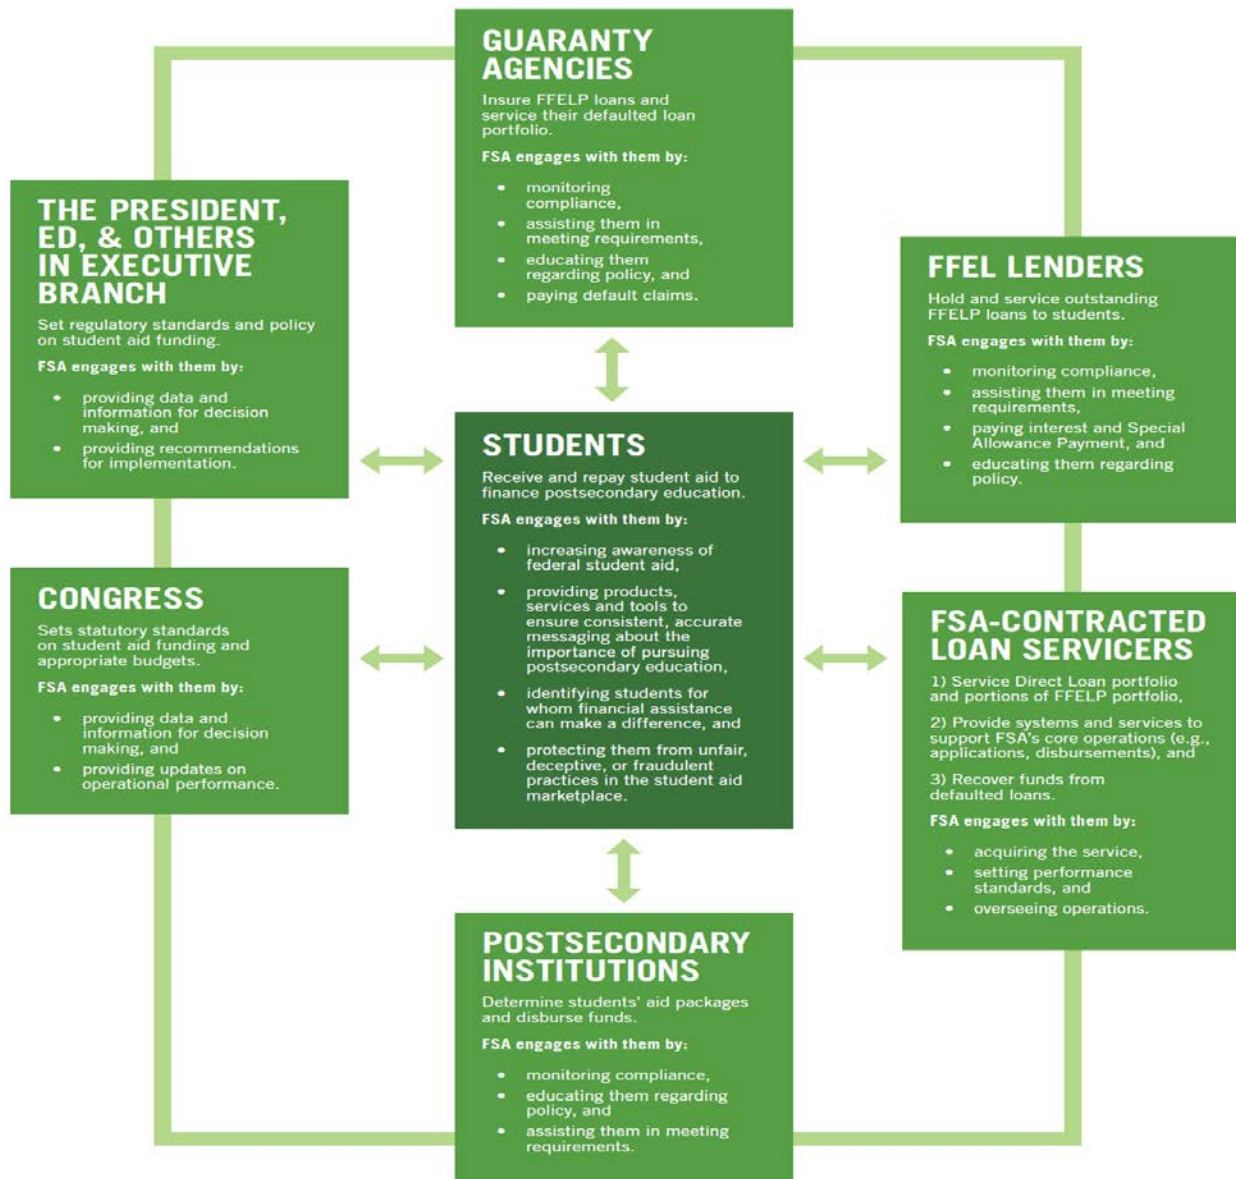 GUARANTY
AGENCIES
Insure FFELP loans and
service their defaulted loan
portfolio.
FSA engages with them by:
• monitoring
compliance,
• assisting them in
meeting requirements,
• educating them
regarding policy, and
• paying default claims.
THE PRESIDENT,
ED, & OTHERS
IN EXECUTIVE
BRANCH
Set regulatory standards and policy
on student aid funding.
FSA engages with them by:
• providing data and
information for decision
making, and
• providing recommendations
for implementation.
FFEL LENDERS
Hold and service outstanding
FFELP loans to students.
FSA engages with them by:
• monitoring compliance,
• assisting them in meeting
requirements,
• paying interest and Special
Allowance Payment, and
• educating them regarding
policy.
STUDENTS
Receive and repay student aid to
finance postsecondary education.
FSA engages with them by:
• increasing awareness of
federal student aid,
• providing products,
services and tools to
ensure consistent, accurate
messaging about the
importance of pursuing
postsecondary education,
• identifying students for
whom financial assistance
can make a difference, and
• protecting them from unfair,
deceptive, or fraudulent
practices in the student aid
marketplace.
CONGRESS
Sets statutory standards
on student aid funding and
appropriate budgets.
FSA engages with them by:
• providing data and
information for decision
making, and
• providing updates on
operational performance.
FSA-CONTRACTED
LOAN SERVICERS
1) Service Direct Loan portfolio
and portions of FFELP portfolio,
2) Provide systems and services to
support FSA's core operations (e.g.,
applications, disbursements), and
3) Recover funds from
defaulted loans.
FSA engages with them by:
• acquiring the service,
• setting performance
standards, and
• overseeing operations.
POSTSECONDARY
INSTITUTIONS
Determine students' aid packages
and disburse funds.
FSA engages with them by:
• monitoring compliance,
• educating them regarding
policy, and
• assisting them in meeting
requirements.